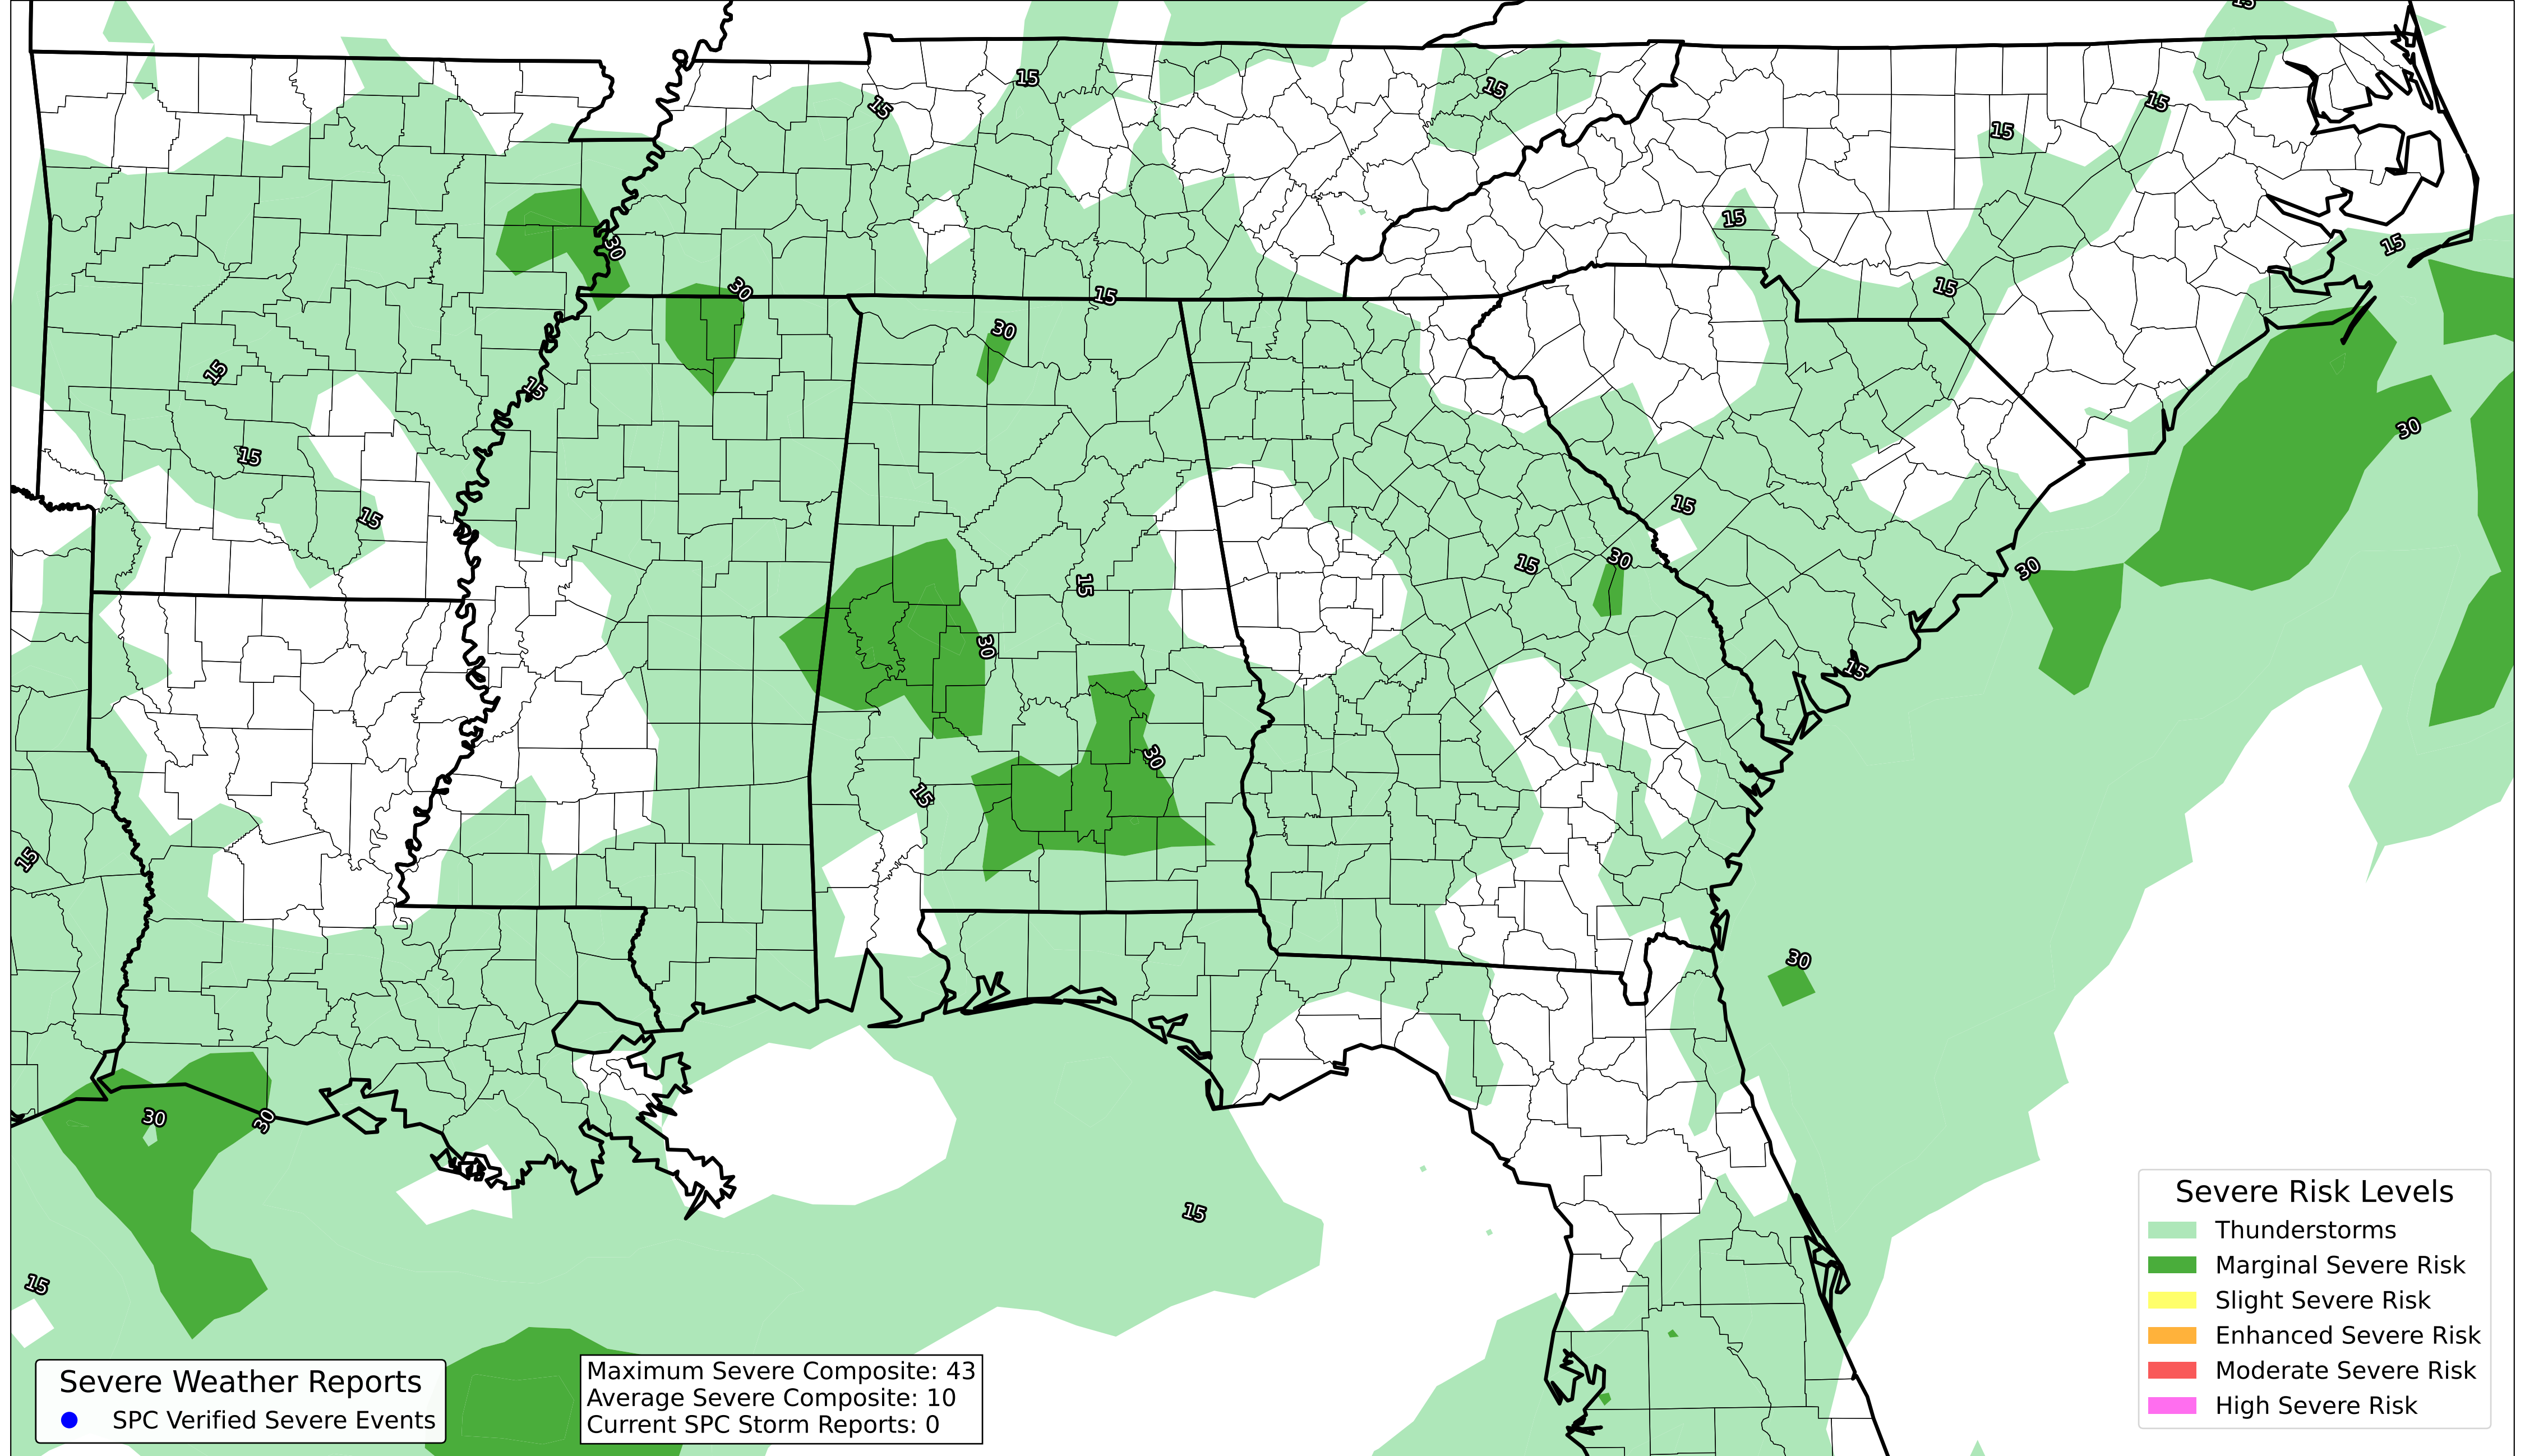 15
15
15
15
15
15
30
15
15
30
15
15
30
15
30
15
15
15
30
15
30
15
30
15
30
15
30
15
15
30
30
30
15
15
Severe Weather Reports
SPC Verified Severe Events
Maximum Severe Composite: 43
Average Severe Composite: 10
Current SPC Storm Reports: 0
Severe Risk Levels
Thunderstorms
Marginal Severe Risk
Slight Severe Risk
Enhanced Severe Risk
Moderate Severe Risk
High Severe Risk